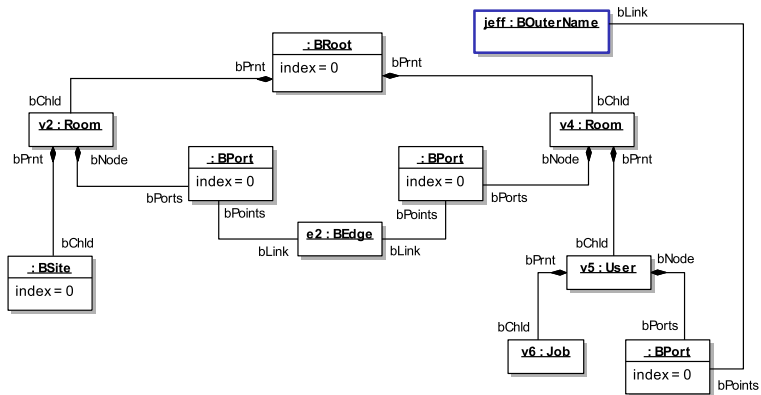 jeff : BOuterName
bLink
: BRoot
index = 0
bPrnt
bPrnt
bChld
bChld
v2 : Room
v4 : Room
bPrnt
bNode
: BPort
index = 0
: BPort
index = 0
bNode
bPrnt
bPorts
bPorts
bPoints
bPoints
e2 : BEdge
bLink
bLink
bChld
: BSite
index = 0
bChld
bPrnt
v5 : User
bNode
bChld
bPorts
v6 : Job
: BPort
index = 0
bPoints